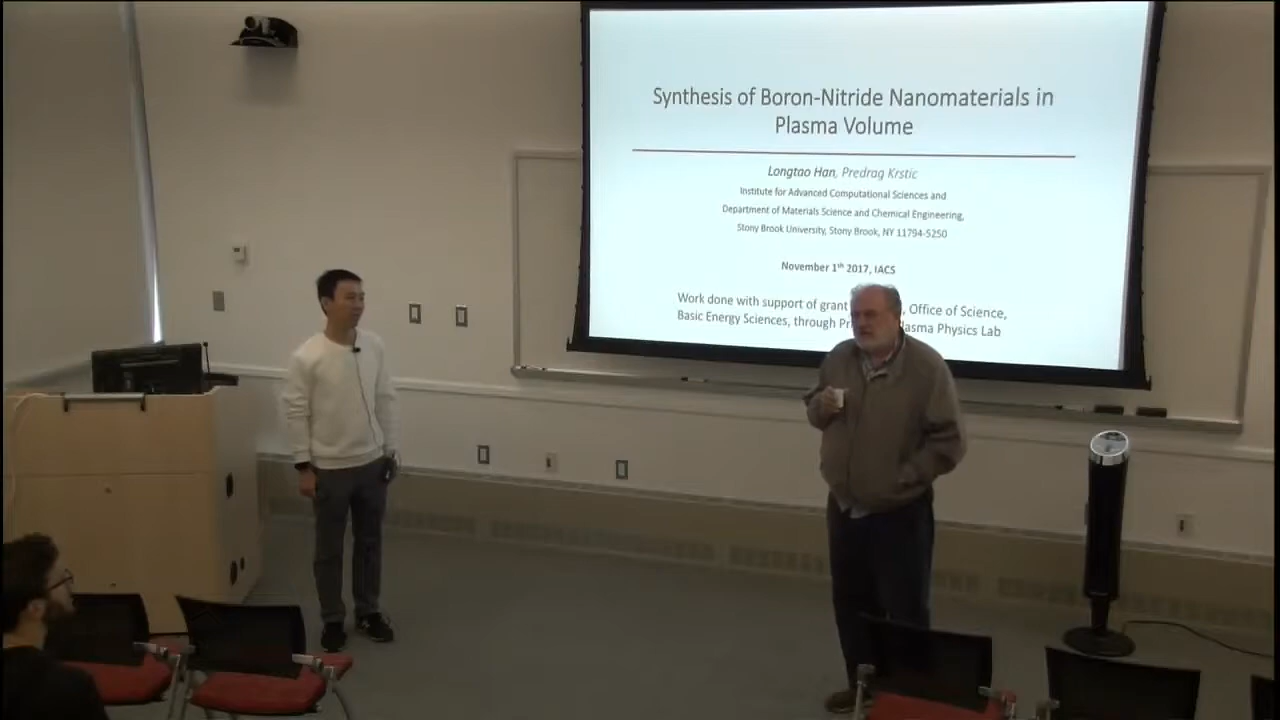 Synthesis of Boron-Nitride Nanomaterials in
Plasma Volume
Longtao Han, Predrag Krstic
Institute for Advanced Computational Sciences and
Department of Materials Science and Chemical Engineering,
Stony Brook University, Stony Brook, NY 11794-5250
November 1th 2017, IACS
Work done with support of grant , Office of Science,
Basic Energy Sciences, through Physics Lab